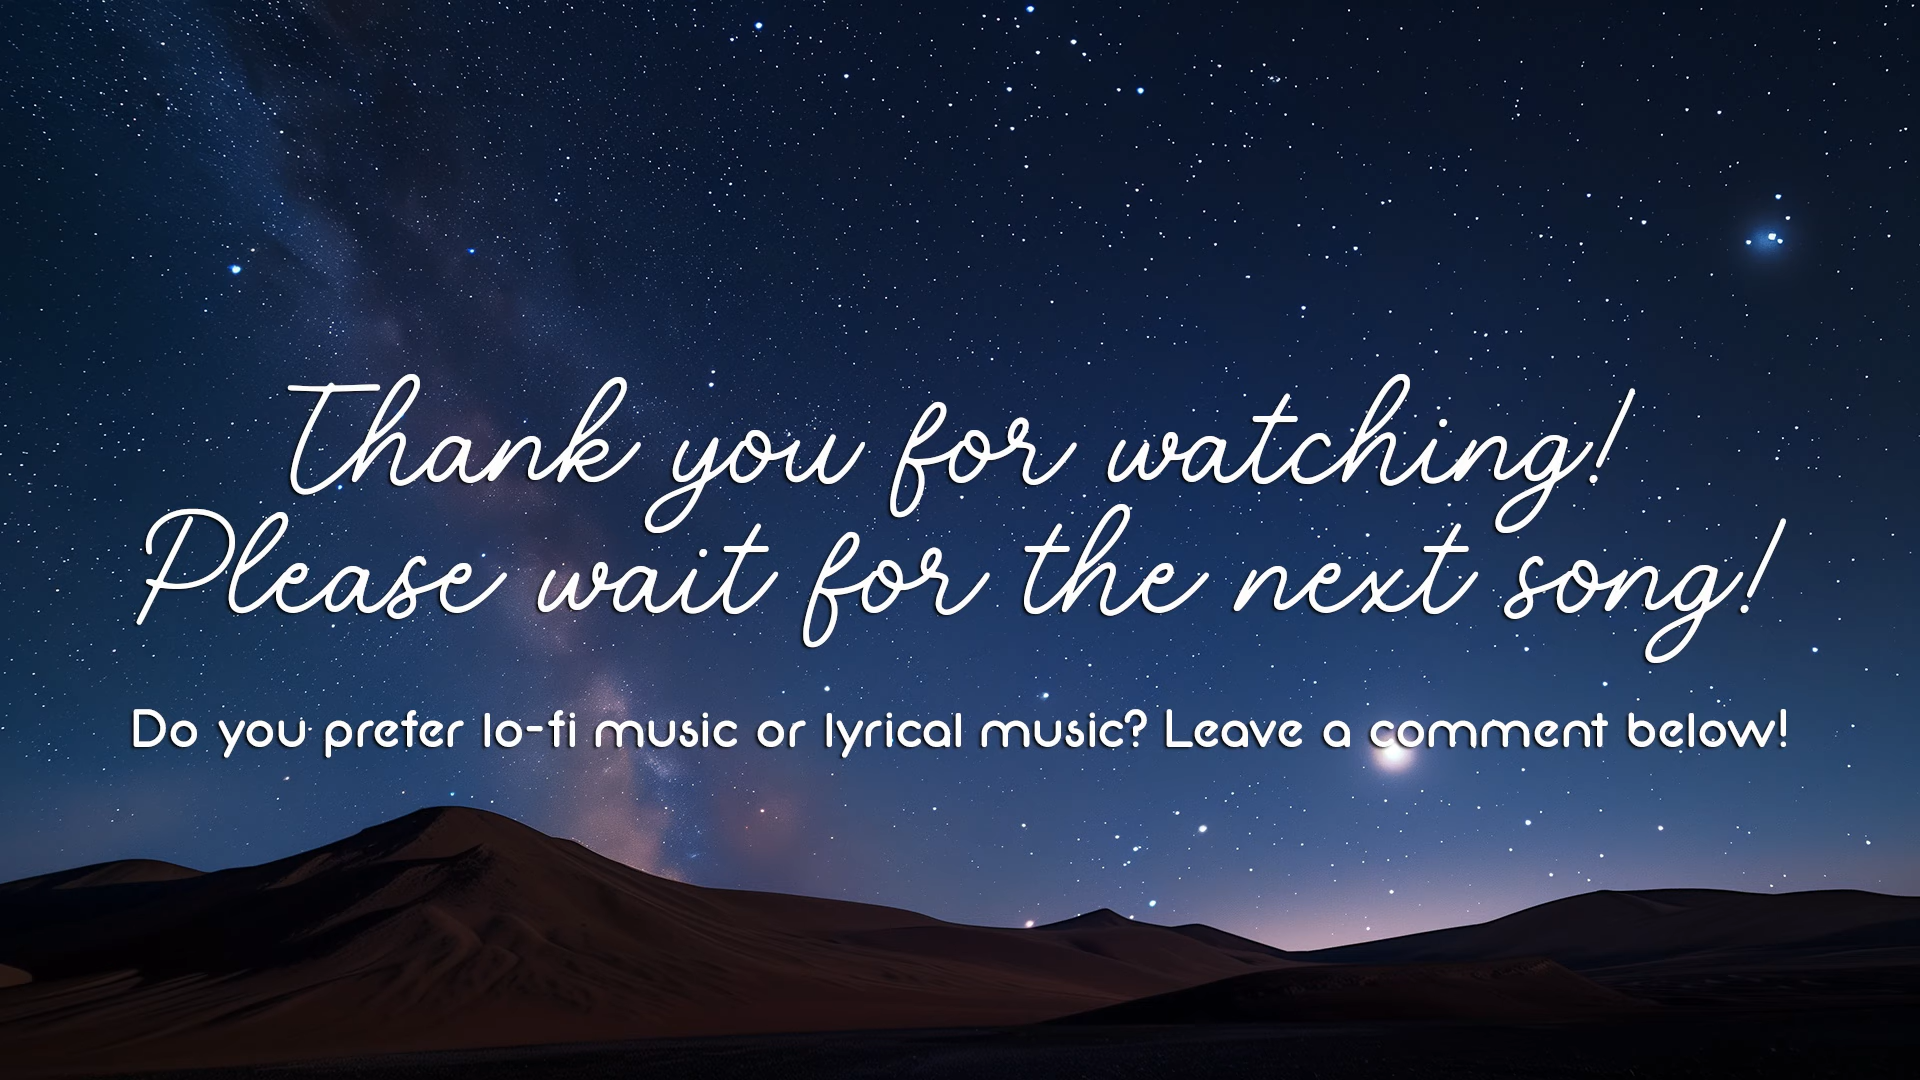 Thank you for watching!
Please wait for the next song!
Do you prefer lo-fi music or lyrical music? Leave a comment below!